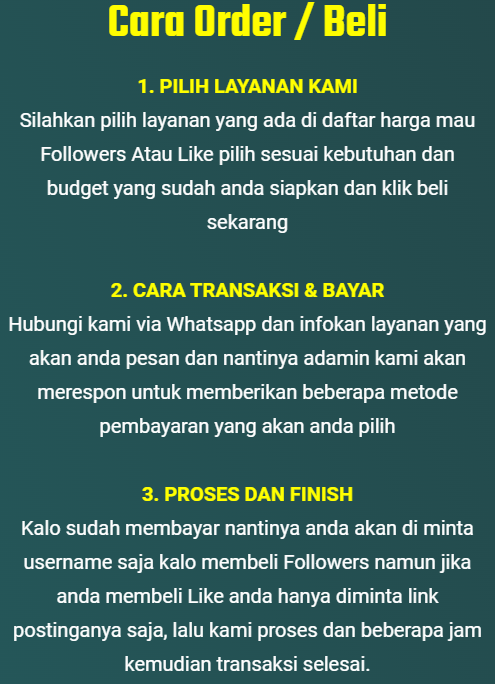 Cara Order / Beli
1. PILIH LAYANAN KAMI
Silahkan pilih layanan yang ada di daftar harga mau
Followers Atau Like pilih sesuai kebutuhan dan
budget yang sudah anda siapkan dan klik beli
sekarang
2. CARA TRANSAKSI & BAYAR
Hubungi kami via Whatsapp dan infokan layanan yang
akan anda pesan dan nantinya adamin kami akan
merespon untuk memberikan beberapa metode
pembayaran yang akan anda pilih
3. PROSES DAN FINISH
Kalo sudah membayar nantinya anda akan di minta
username saja kalo membeli Followers namun jika
anda membeli Like anda hanya diminta link
postinganya saja, lalu kami proses dan beberapa jam
kemudian transaksi selesai.